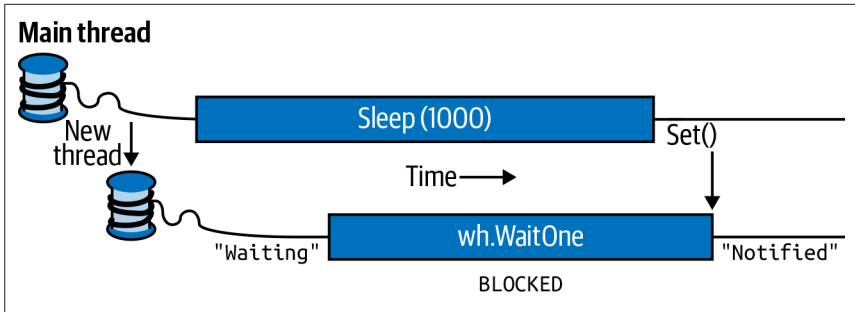 Main thread
Sleep (1000)
New
thread
Set()
Time
wh.WaitOne
"Waiting"
"Notified"
BLOCKED